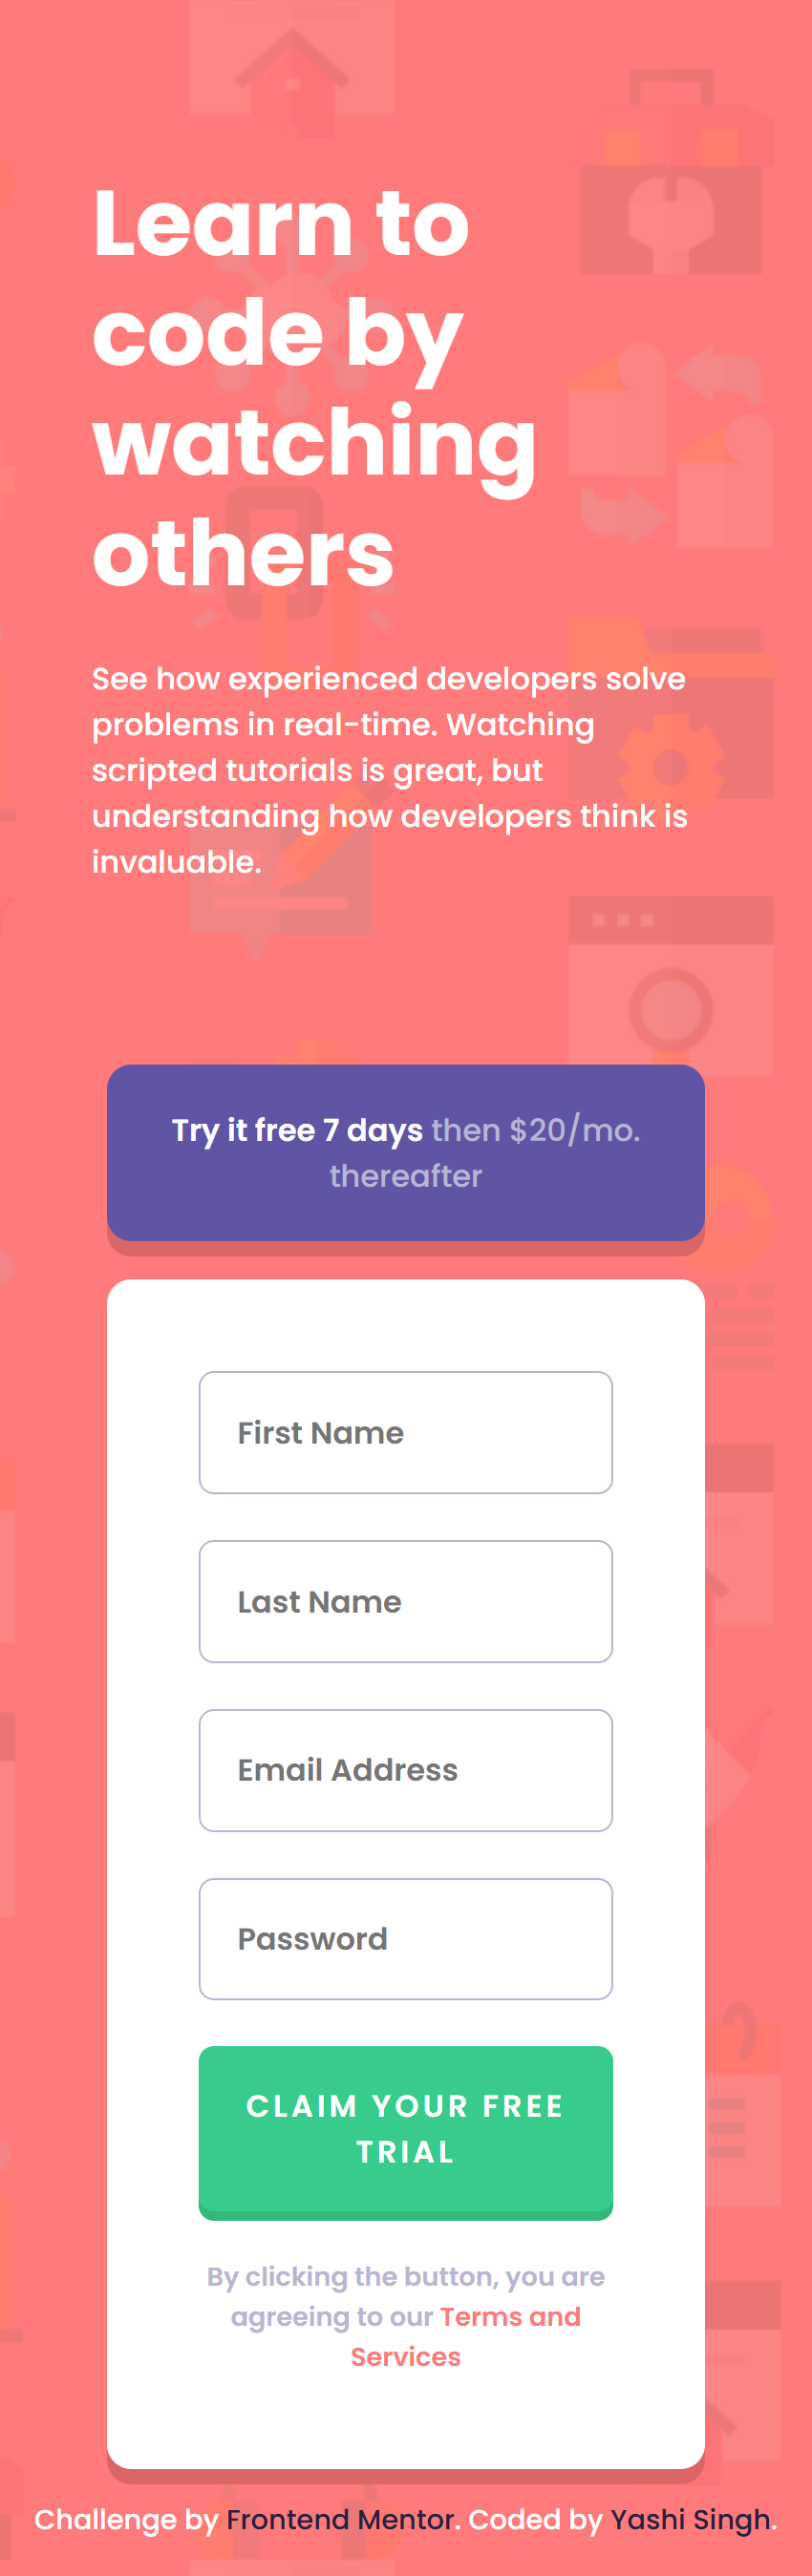 Learn to
code by
watching
others
See how experienced developers solve
problems in real-time. Watching
scripted tutorials is great, but
understanding how developers think is
invaluable.
Try it free 7 days then $20/mo.
thereafter
First Name
Last Name
Email Address
Password
CLAIM YOUR FREE
TRIAL
By clicking the button, you are
agreeing to our Terms and
Services
Challenge by Frontend Mentor. Coded by Yashi Singh.